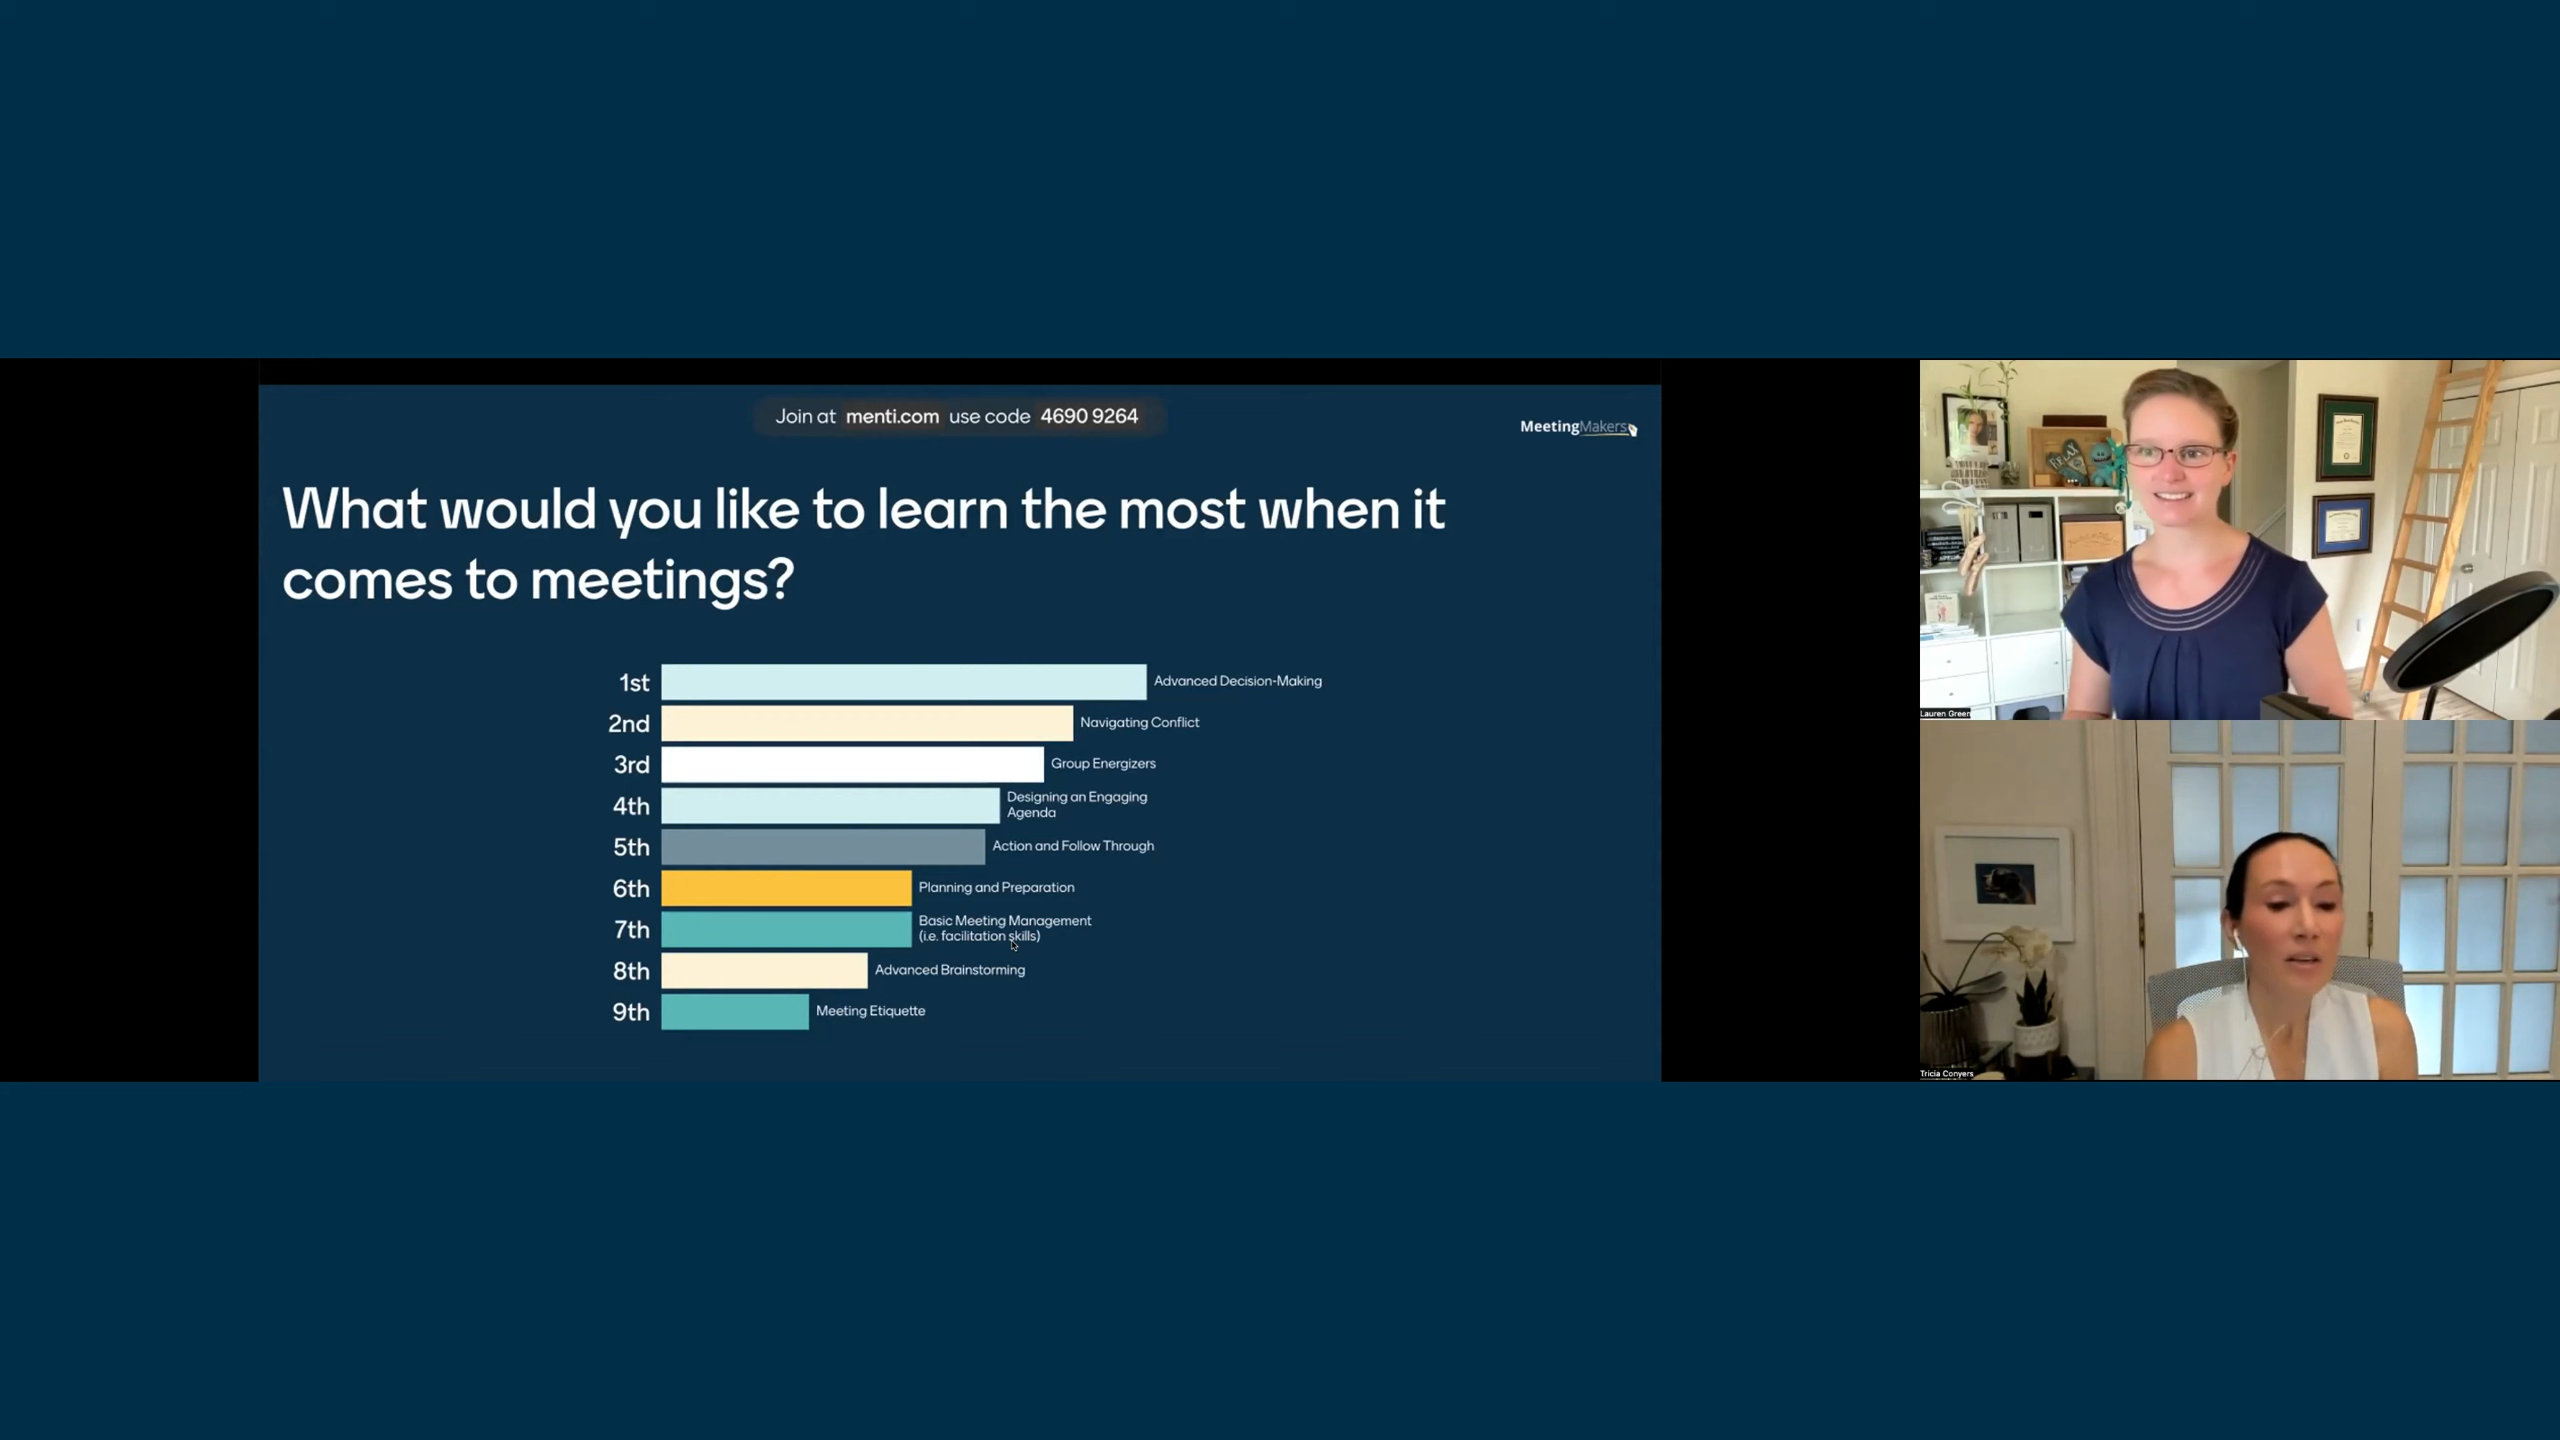 Join at menti.com use code 4690 9264
MeetingMakers
What would you like to learn the most when it
comes to meetings?
1st Advanced Decision-Making
2nd Navigating Conflict
3rd Group Energizers
4th Designing an Engaging
Agenda
5th Action and Follow Through
6th Planning and Preparation
7th Basic Meeting Management
(i.e. facilitation skills)
8th Advanced Brainstorming
9th Meeting Etiquette
RELAX
Lauren Green
Tricia Conyers